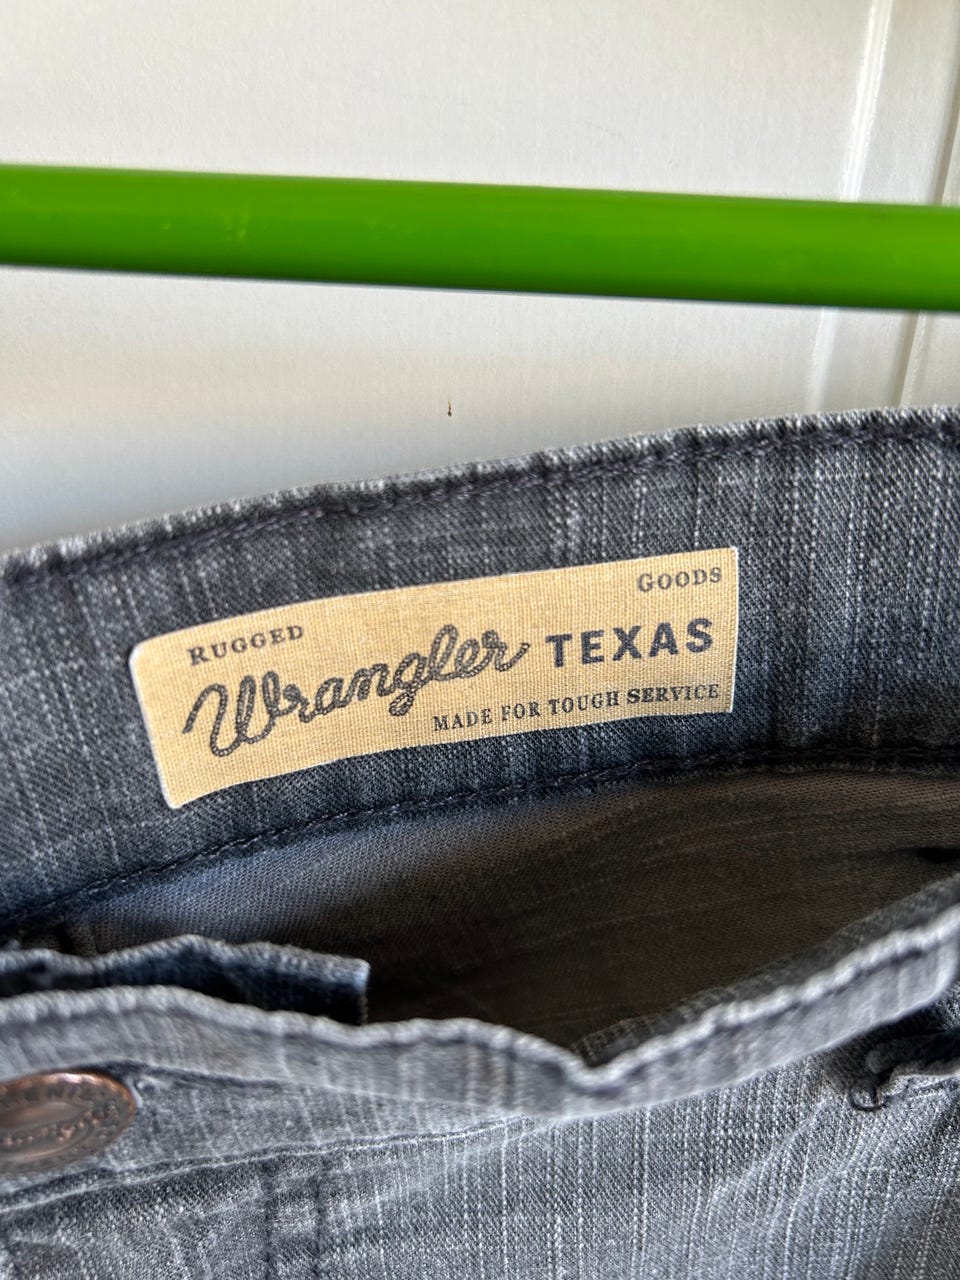 RUGGED GOODS
Wrangler TEXAS
MADE FOR TOUGH SERVICE